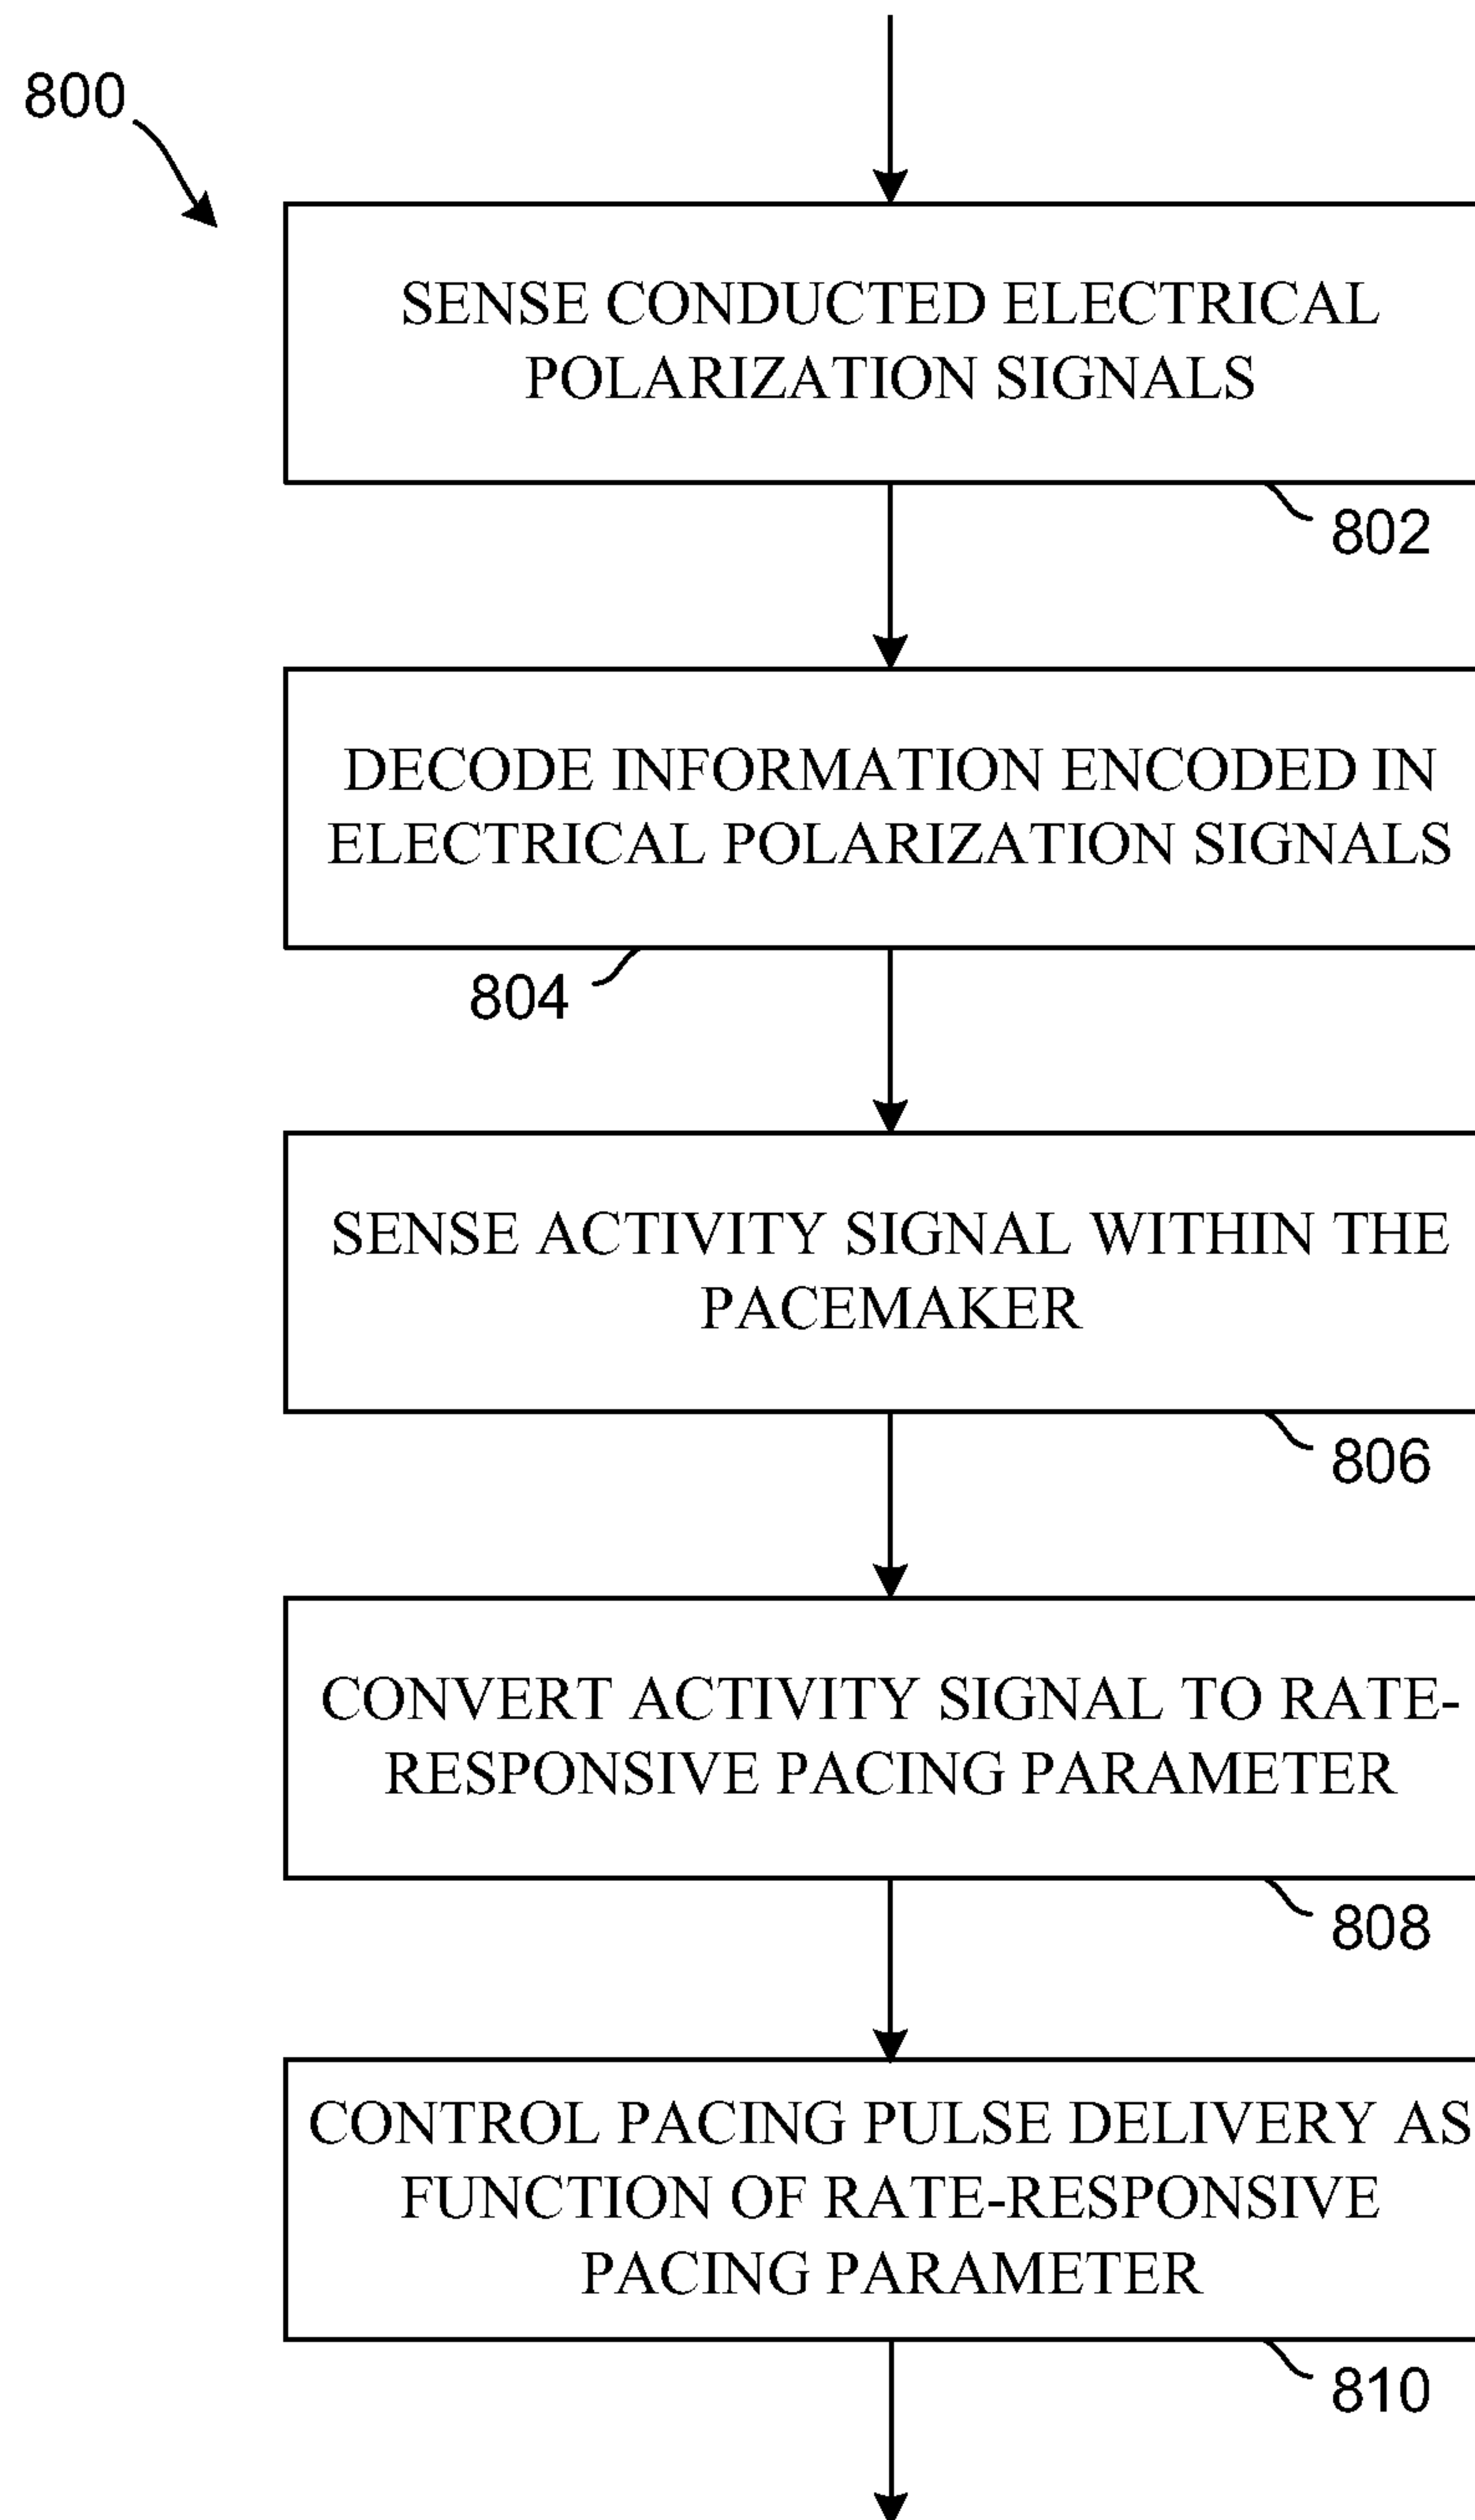 800
SENSE CONDUCTED ELECTRICAL
POLARIZATION SIGNALS
802
DECODE INFORMATION ENCODED IN
ELECTRICAL POLARIZATION SIGNALS
804
SENSE ACTIVITY SIGNAL WITHIN THE
PACEMAKER
806
CONVERT ACTIVITY SIGNAL TO RATE-
RESPONSIVE PACING PARAMETER
808
CONTROL PACING PULSE DELIVERY AS
FUNCTION OF RATE-RESPONSIVE
PACING PARAMETER
810